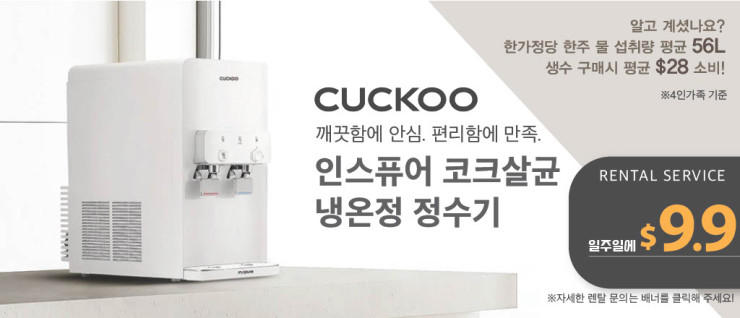 알고 계셨나요?
한가정당 한주 물 섭취량 평균 56L
생수 구매시 평균 $28 소비!
※4인가족 기준
CUCKOO
CUCKOO
깨끗함에 안심. 편리함에 만족.
인스퓨어 코크살균
냉온정 정수기
RENTAL SERVICE
일주일에 $9.9
※자세한 렌탈 문의는 배너를 클릭해 주세요!